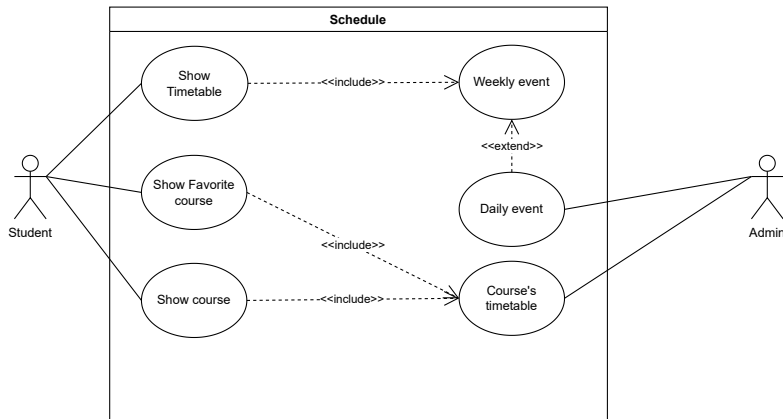 Schedule
Show
Timetable
<<include>>
Weekly event
<<extend>>
Show Favorite
course
Daily event
Student
Admin
<<include>>
Show course
<<include>>
Course's
timetable